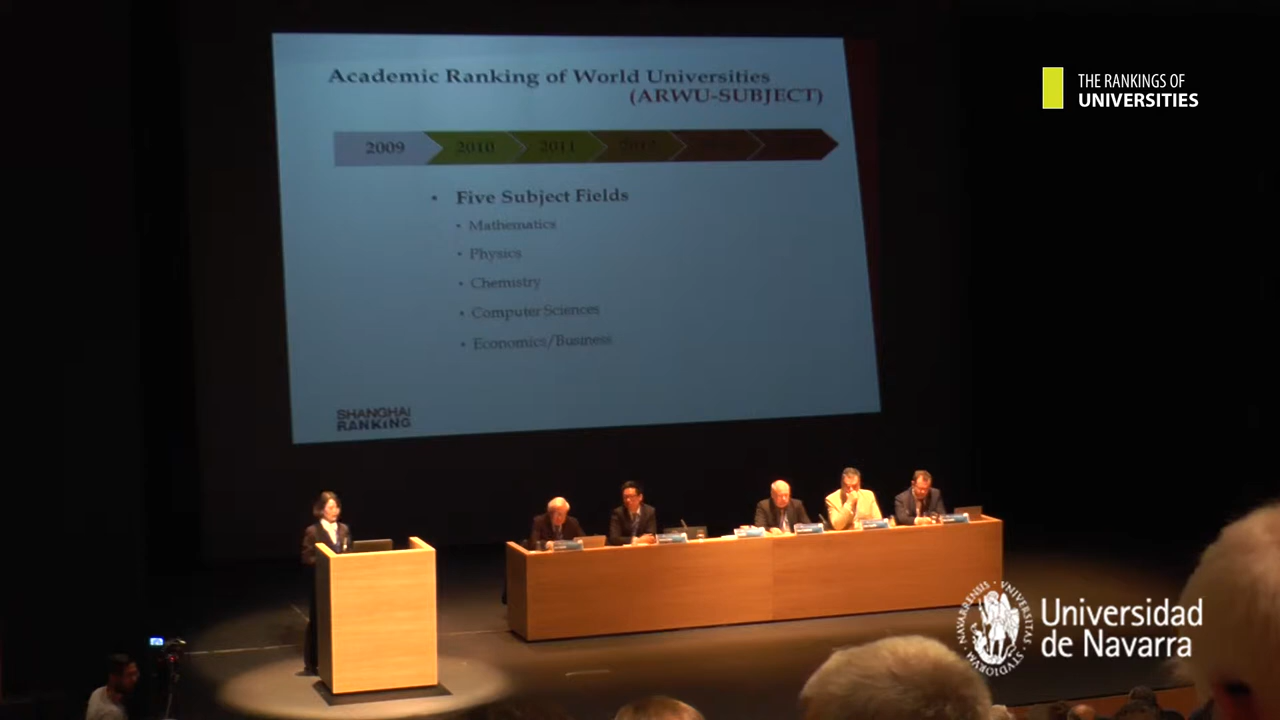 Academic Ranking of World Universities
(ARWU-SUBJECT)
2009 2010 2011 2012
• Five Subject Fields
• Mathematics
• Physics
• Chemistry
• Computer Sciences
• Economics/Business
SHANGHAI
RANKING
THE RANKINGS OF
UNIVERSITIES
Universidad
de Navarra